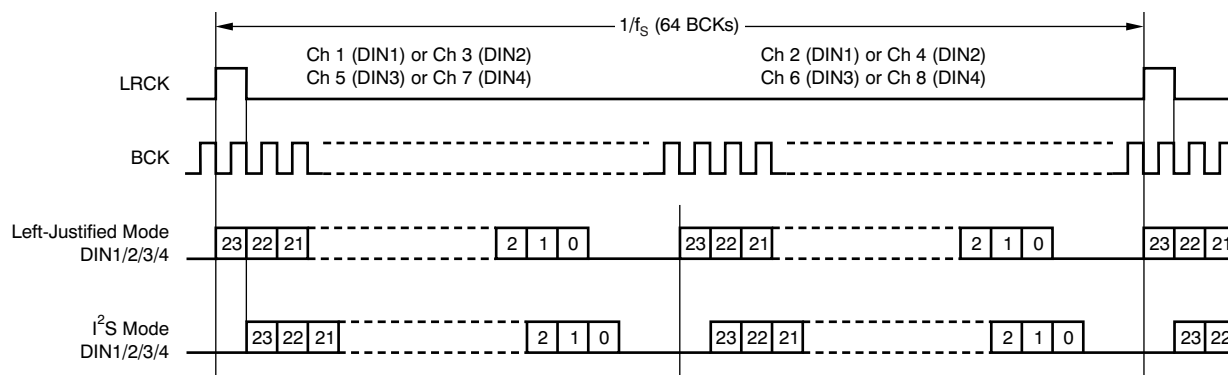 1/fS (64 BCKs)
Ch 1 (DIN1) or Ch 3 (DIN2) Ch 2 (DIN1) or Ch 4 (DIN2)
Ch 5 (DIN3) or Ch 7 (DIN4) Ch 6 (DIN3) or Ch 8 (DIN4)
LRCK
BCK
Left-Justified Mode
DIN1/2/3/4
23 22 21 2 1 0 23 22 21 2 1 0 23 22 21
I2S Mode
DIN1/2/3/4
23 22 21 2 1 0 23 22 21 2 1 0 23 22